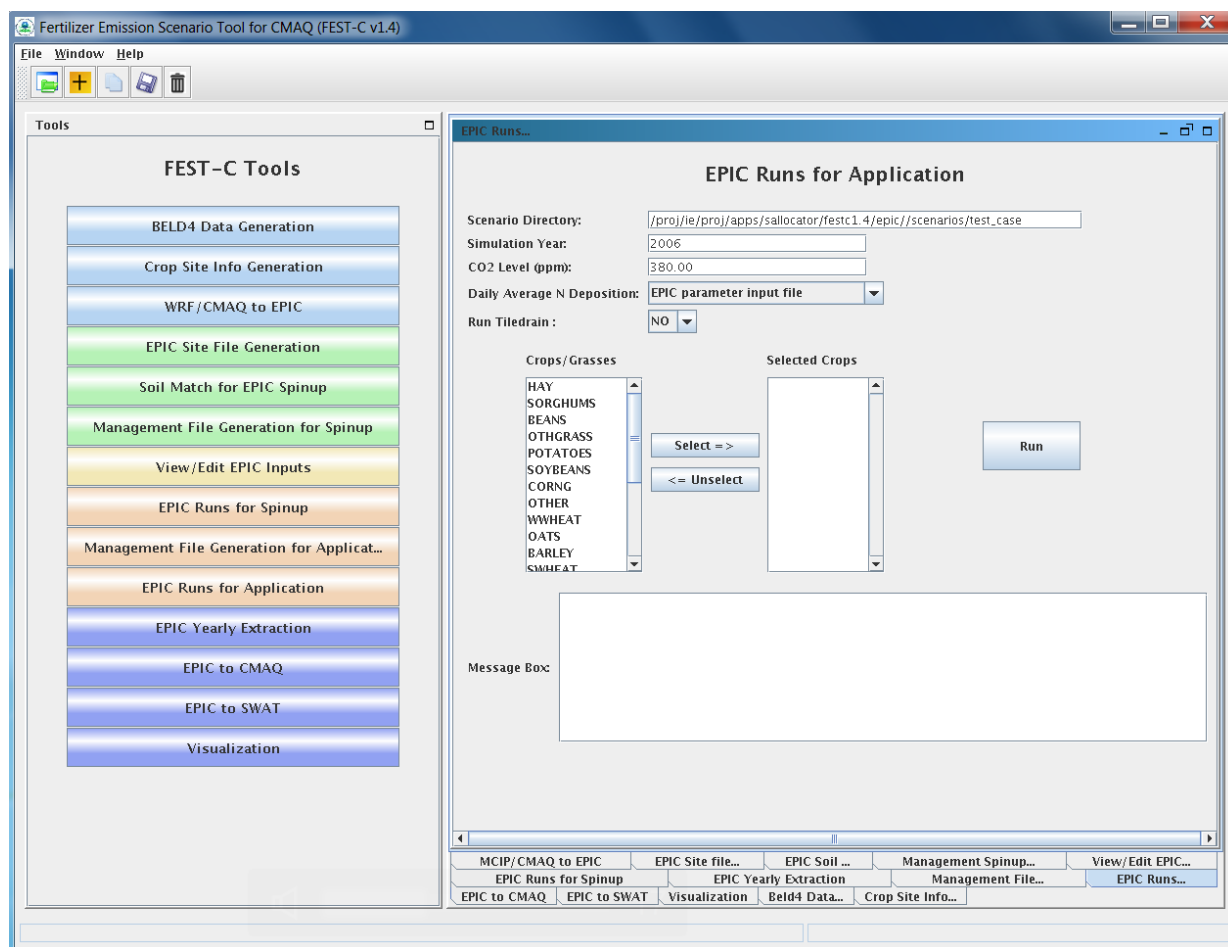 Fertilizer Emission Scenario Tool for CMAQ (FEST-C v1.4)
File Window Help
Tools
FEST-C Tools
BELD4 Data Generation
Crop Site Info Generation
WRF/CMAQ to EPIC
EPIC Site File Generation
Soil Match for EPIC Spinup
Management File Generation for Spinup
View/Edit EPIC Inputs
EPIC Runs for Spinup
Management File Generation for Applicat...
EPIC Runs for Application
EPIC Yearly Extraction
EPIC to CMAQ
EPIC to SWAT
Visualization
EPIC Runs...
EPIC Runs for Application
Scenario Directory: /proj/ie/proj/apps/sallocator/festc1.4/epic//scenarios/test_case
Simulation Year: 2006
CO2 Level (ppm): 380.00
Daily Average N Deposition: EPIC parameter input file
Run Tiledrain : NO
Crops/Grasses
HAY
SORGHUMS
BEANS
OTHGRASS
POTATOES
SOYBEANS
CORNG
OTHER
WWHEAT
OATS
BARLEY
SWHEAT
Select =>
<= Unselect
Selected Crops
Run
Message Box:
MCIP/CMAQ to EPIC EPIC Site file... EPIC Soil ... Management Spinup... View/Edit EPIC...
EPIC Runs for Spinup EPIC Yearly Extraction Management File... EPIC Runs...
EPIC to CMAQ EPIC to SWAT Visualization Beld4 Data... Crop Site Info...